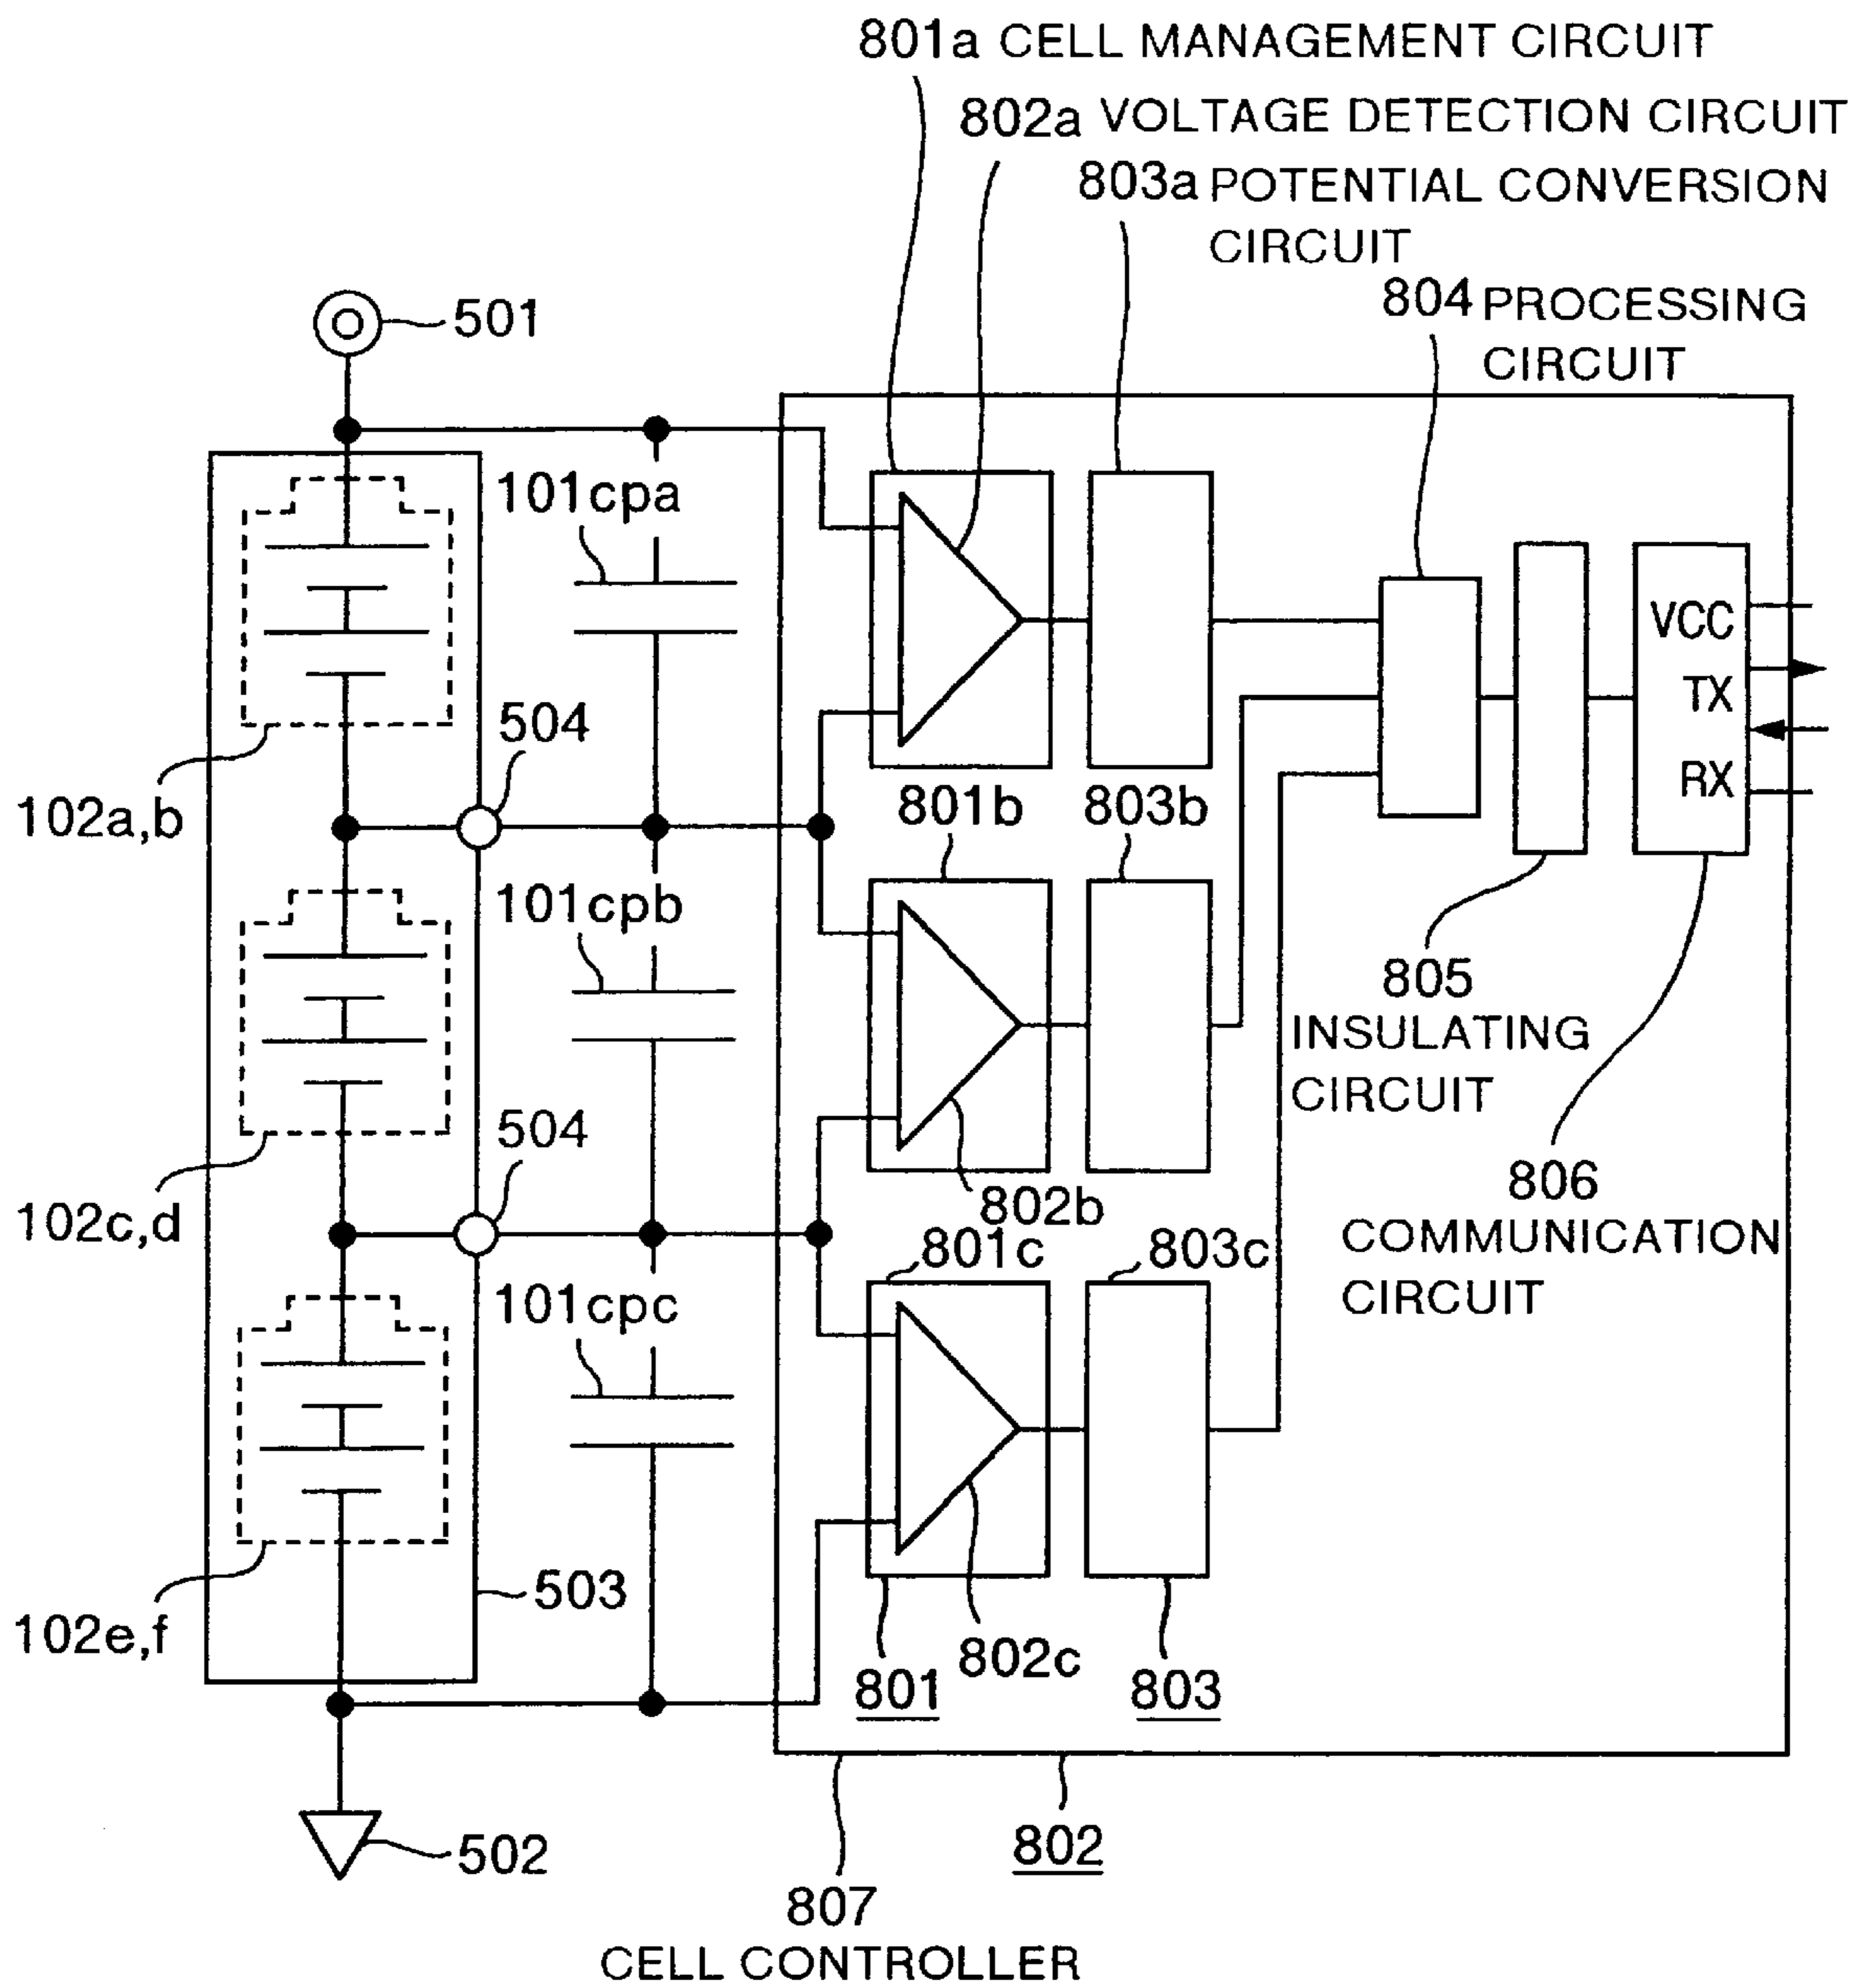 801a CELL MANAGEMENT CIRCUIT
802a VOLTAGE DETECTION CIRCUIT
803a POTENTIAL CONVERSION
CIRCUIT
804 PROCESSING
CIRCUIT
501
101cpa
VCC
TX
RX
504
102a,b
801b
803b
101cpb
805
INSULATING
CIRCUIT
504
806
COMMUNICATION
CIRCUIT
102c,d
802b
801c
803c
101cpc
503
102e,f
802c
801
803
502
802
807
CELL CONTROLLER